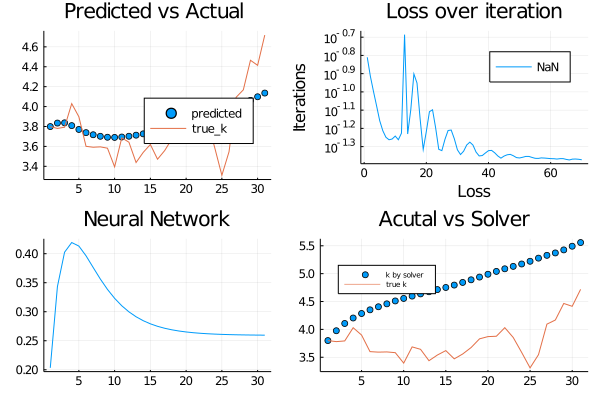 Predicted vs Actual
4.6
4.4
4.2
4.0
3.8
3.6
3.4
predicted
true_k
5 10 15 20 25 30
Loss over iteration
Iterations
10^-0.7
10^-0.8
10^-0.9
10^-1.0
10^-1.1
10^-1.2
10^-1.3
NaN
0 20 40 60
Loss
Neural Network
0.40
0.35
0.30
0.25
0.20
5 10 15 20 25 30
Acutal vs Solver
5.5
5.0
4.5
4.0
3.5
k by solver
true k
5 10 15 20 25 30